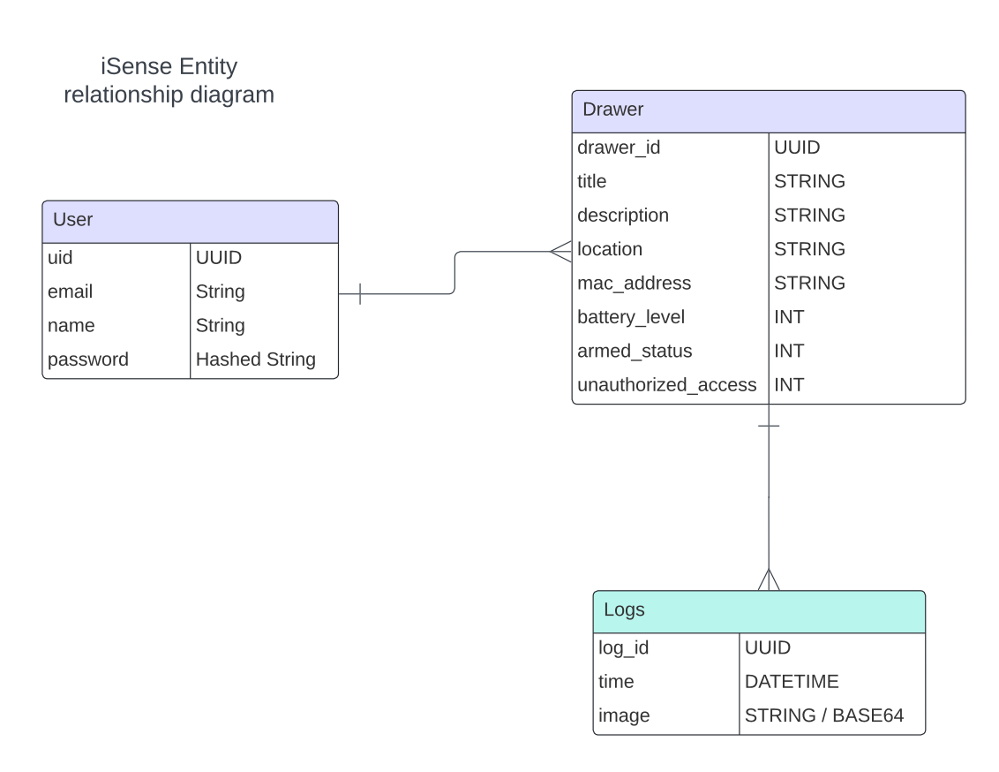 iSense Entity
relationship diagram
Drawer
drawer_id UUID
title STRING
description STRING
location STRING
mac_address STRING
battery_level INT
armed_status INT
unauthorized_access INT
User
uid UUID
email String
name String
password Hashed String
Logs
log_id UUID
time DATETIME
image STRING / BASE64